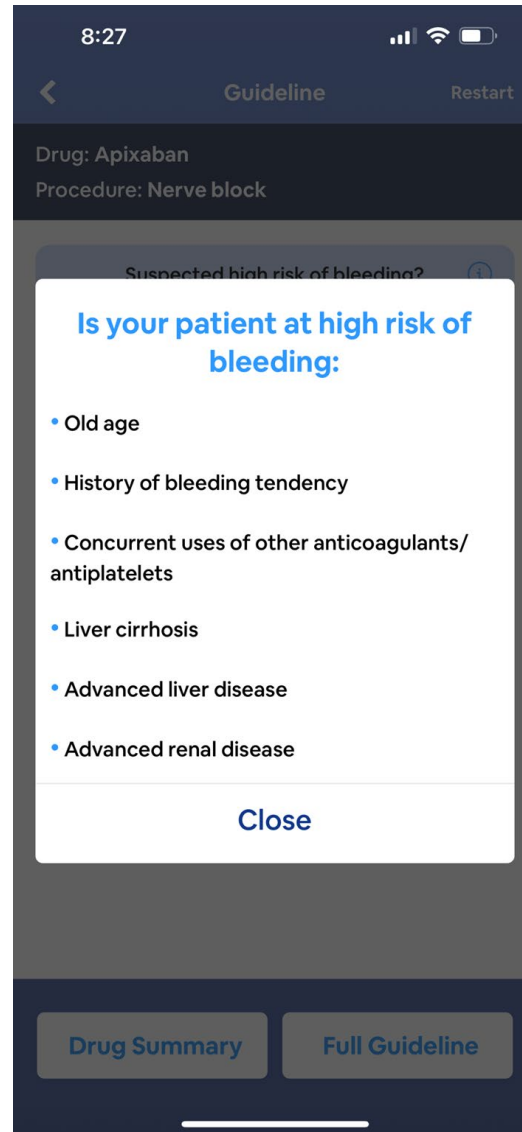 8:27
Guideline
Restart
Drug: Apixaban
Procedure: Nerve block
Suspected high risk of bleeding?
Is your patient at high risk of
bleeding:
• Old age
• History of bleeding tendency
• Concurrent uses of other anticoagulants/
antiplatelets
• Liver cirrhosis
• Advanced liver disease
• Advanced renal disease
Close
Drug Summary
Full Guideline